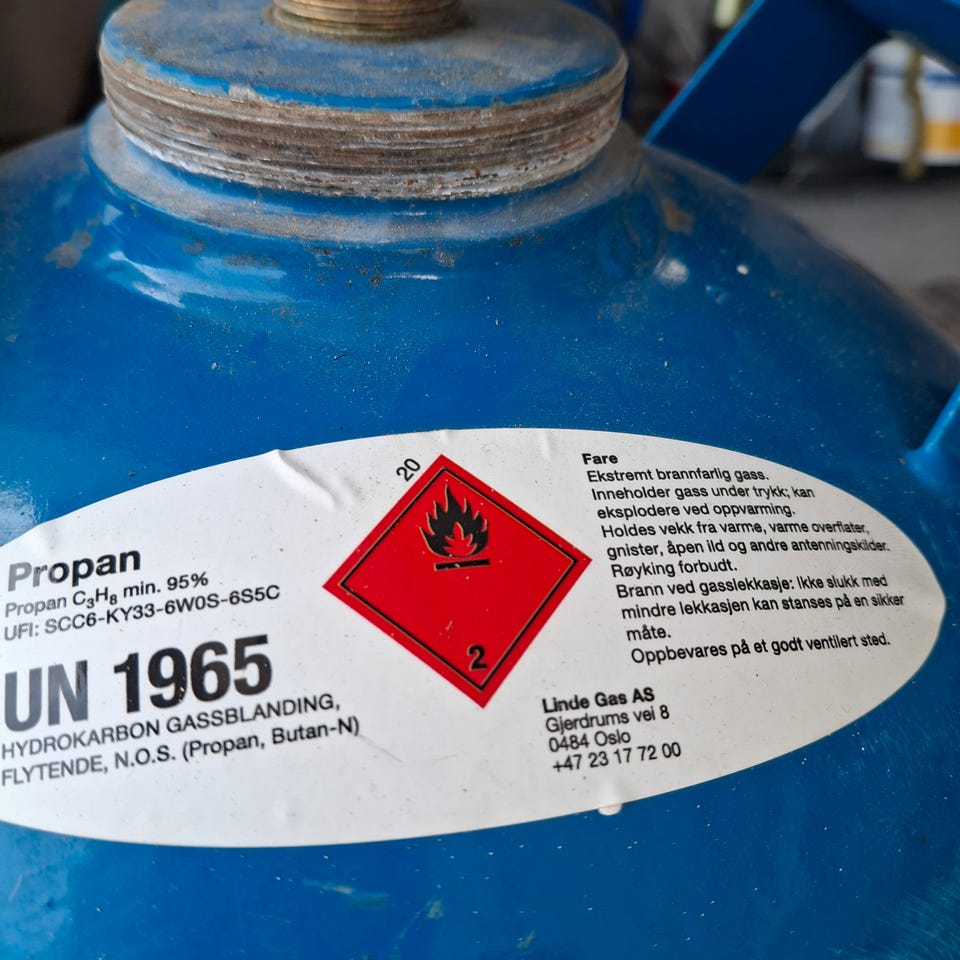 Propan
Propan C₃H₈ min. 95%
UFI: SCC6-KY33-6W0S-6S5C
UN 1965
HYDROKARBON GASSBLANDING,
FLYTENDE, N.O.S. (Propan, Butan-N)
20
2
Fare
Ekstremt brannfarlig gass.
Inneholder gass under trykk; kan
eksplodere ved oppvarming.
Holdes vekk fra varme, varme overflater,
gnister, åpen ild og andre antenningskilder.
Røyking forbudt.
Brann ved gasslekkasje: Ikke slukk med
mindre lekkasjen kan stanses på en sikker
måte.
Oppbevares på et godt ventilert sted.
Linde Gas AS
Gjerdrums vei 8
0484 Oslo
+47 23 17 72 00